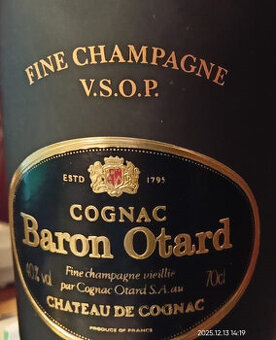 FINE CHAMPAGNE
V.S.O.P.
ESTD 1795
COGNAC
Baron Otard
40% vol
Fine champagne vieillie
par Cognac Otard S.A. au
70cl
CHATEAU DE COGNAC
PRODUCE OF FRANCE
2025.12.13 14:19